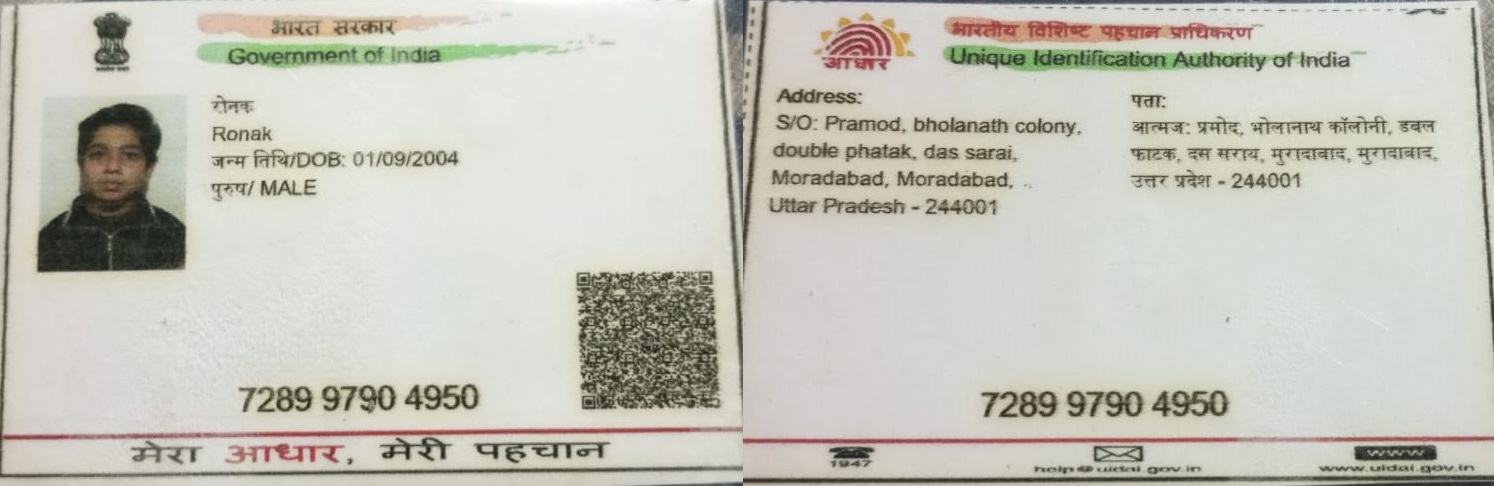 भारत सरकार
Government of India
रोनक
Ronak
जन्म तिथि/DOB: 01/09/2004
पुरुष/ MALE
7289 9790 4950
मेरा आधार, मेरी पहचान
आधार
भारतीय विशिष्ट पहचान प्राधिकरण
Unique Identification Authority of India
Address:
S/O: Pramod, bholanath colony,
double phatak, das sarai,
Moradabad, Moradabad,
Uttar Pradesh - 244001
पता:
आत्मज: प्रमोद, भोलानाथ कॉलोनी, डबल
फाटक, दस सराय, मुरादाबाद, मुरादाबाद,
उत्तर प्रदेश - 244001
7289 9790 4950
1947
help@uidai.gov.in
www
www.uidai.gov.in